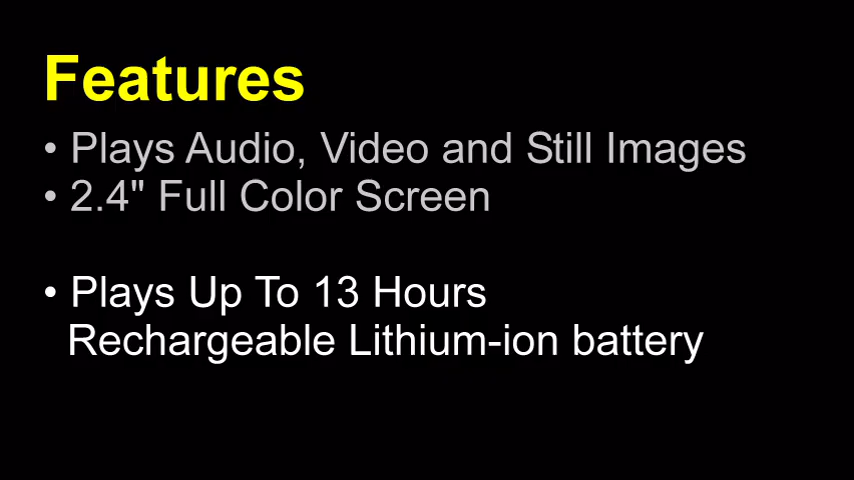 Features
• Plays Audio, Video and Still Images
• 2.4" Full Color Screen
• Plays Up To 13 Hours
Rechargeable Lithium-ion battery